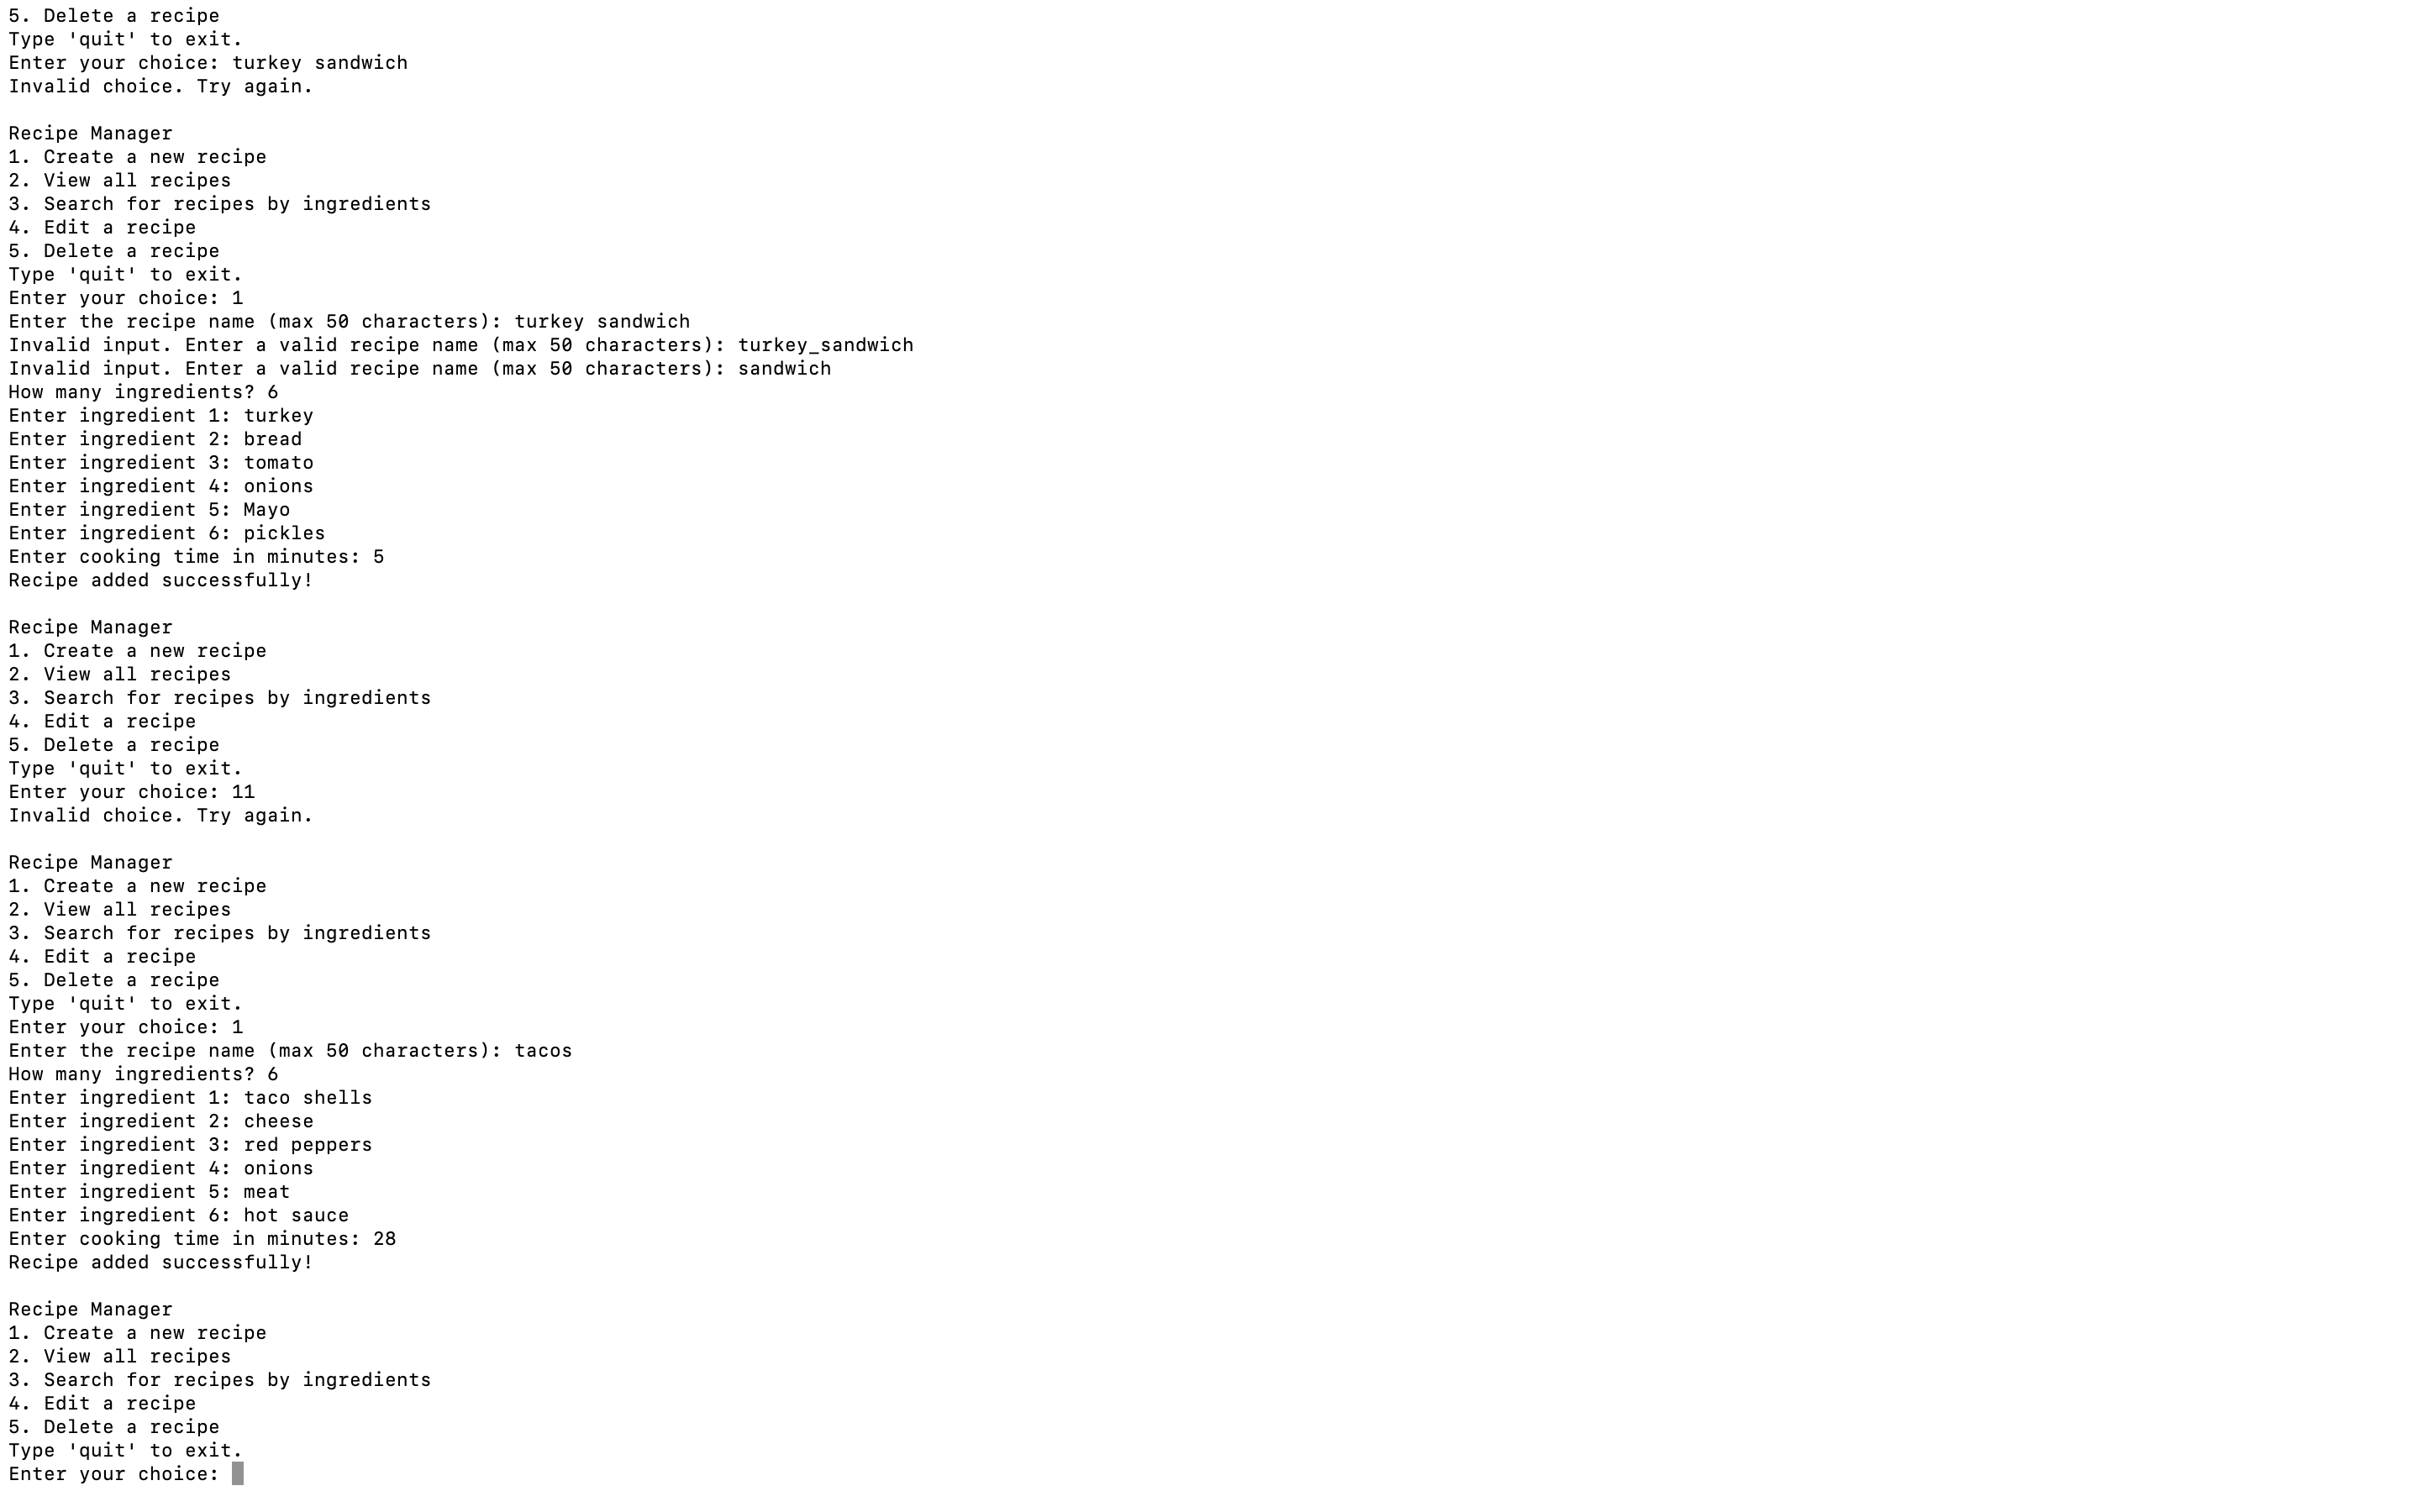 5. Delete a recipe
Type 'quit' to exit.
Enter your choice: turkey sandwich
Invalid choice. Try again.

Recipe Manager
1. Create a new recipe
2. View all recipes
3. Search for recipes by ingredients
4. Edit a recipe
5. Delete a recipe
Type 'quit' to exit.
Enter your choice: 1
Enter the recipe name (max 50 characters): turkey sandwich
Invalid input. Enter a valid recipe name (max 50 characters): turkey_sandwich
Invalid input. Enter a valid recipe name (max 50 characters): sandwich
How many ingredients? 6
Enter ingredient 1: turkey
Enter ingredient 2: bread
Enter ingredient 3: tomato
Enter ingredient 4: onions
Enter ingredient 5: Mayo
Enter ingredient 6: pickles
Enter cooking time in minutes: 5
Recipe added successfully!

Recipe Manager
1. Create a new recipe
2. View all recipes
3. Search for recipes by ingredients
4. Edit a recipe
5. Delete a recipe
Type 'quit' to exit.
Enter your choice: 11
Invalid choice. Try again.

Recipe Manager
1. Create a new recipe
2. View all recipes
3. Search for recipes by ingredients
4. Edit a recipe
5. Delete a recipe
Type 'quit' to exit.
Enter your choice: 1
Enter the recipe name (max 50 characters): tacos
How many ingredients? 6
Enter ingredient 1: taco shells
Enter ingredient 2: cheese
Enter ingredient 3: red peppers
Enter ingredient 4: onions
Enter ingredient 5: meat
Enter ingredient 6: hot sauce
Enter cooking time in minutes: 28
Recipe added successfully!

Recipe Manager
1. Create a new recipe
2. View all recipes
3. Search for recipes by ingredients
4. Edit a recipe
5. Delete a recipe
Type 'quit' to exit.
Enter your choice: